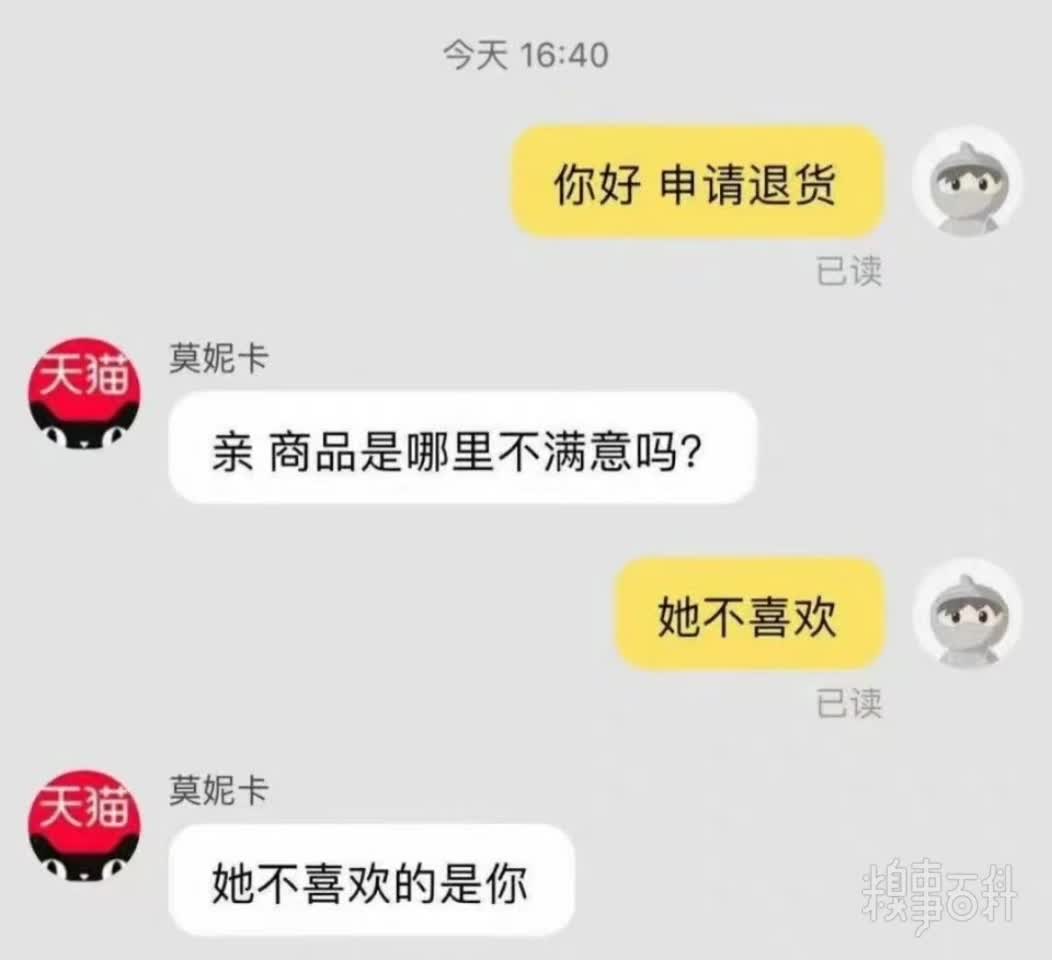 今天 16:40
你好 申请退货
已读
天猫
莫妮卡
亲 商品是哪里不满意吗？
她不喜欢
已读
天猫
莫妮卡
她不喜欢的是你
糗事百科